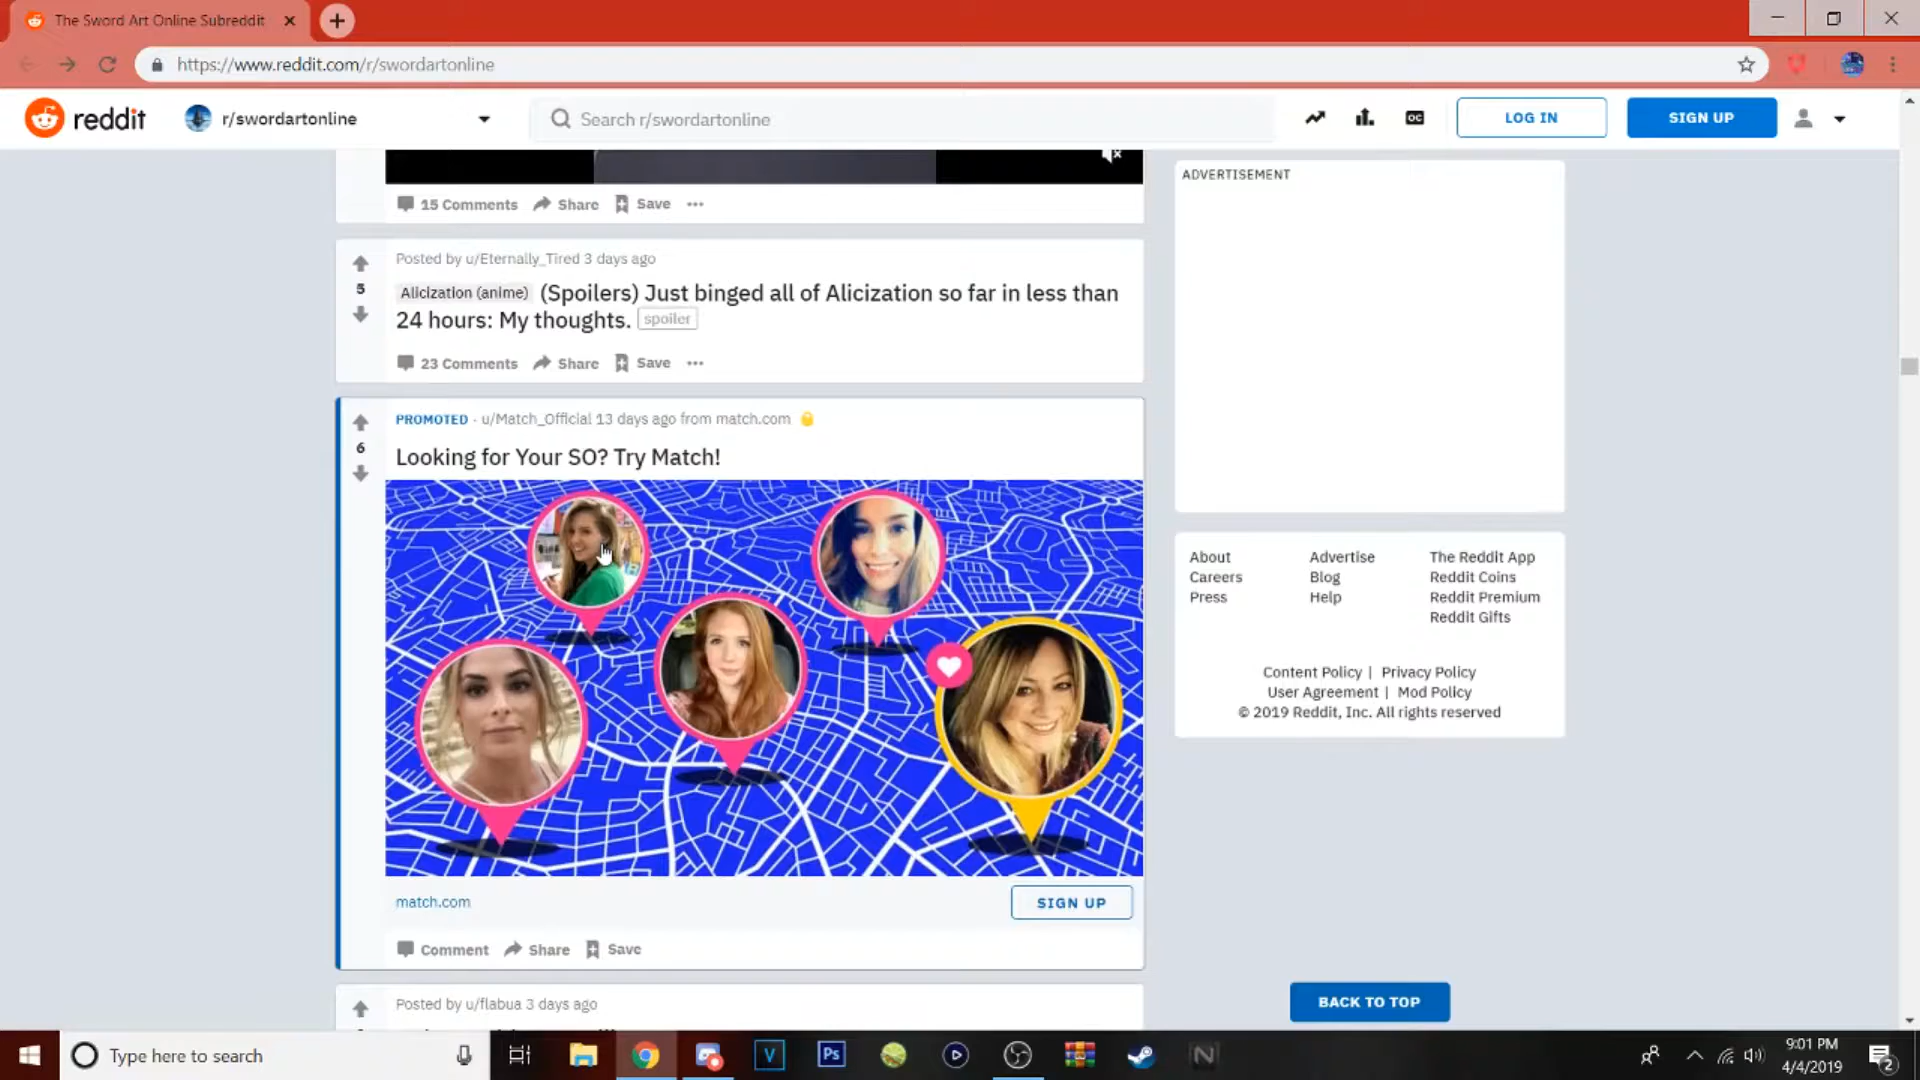 The Sword Art Online Subreddit
https://www.reddit.com/r/swordartonline
reddit
r/swordartonline
Search r/swordartonline
OC
LOG IN
SIGN UP
15 Comments Share Save
Posted by u/Eternally_Tired 3 days ago
5
Alicization (anime) (Spoilers) Just binged all of Alicization so far in less than
24 hours: My thoughts. spoiler
23 Comments Share Save
PROMOTED · u/Match_Official 13 days ago from match.com
6
Looking for Your SO? Try Match!
match.com
SIGN UP
Comment Share Save
Posted by u/flabua 3 days ago
ADVERTISEMENT
About Advertise The Reddit App
Careers Blog Reddit Coins
Press Help Reddit Premium
Reddit Gifts
Content Policy | Privacy Policy
User Agreement | Mod Policy
© 2019 Reddit, Inc. All rights reserved
BACK TO TOP
Type here to search
V
Ps
N
9:01 PM
4/4/2019
2